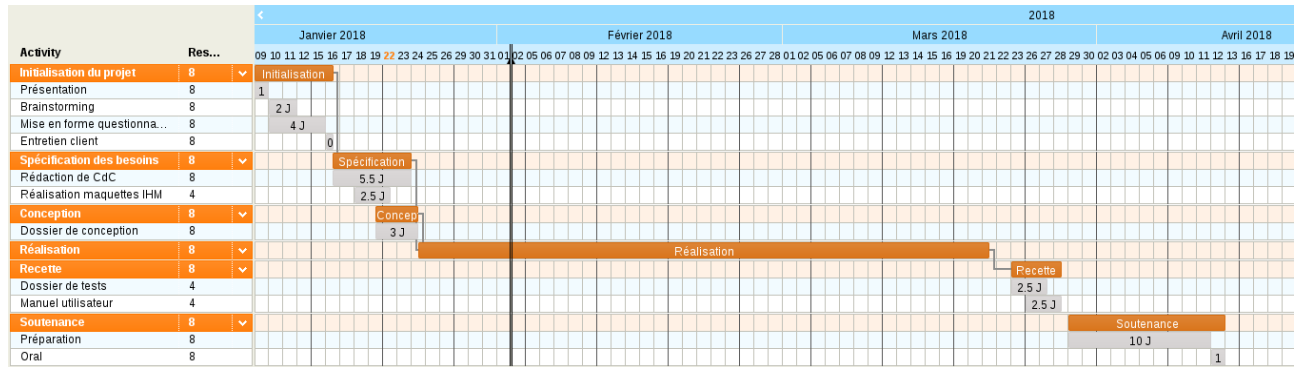 2018
Janvier 2018 Février 2018 Mars 2018 Avril 2018
Activity Res... 09 10 11 12 15 16 17 18 19 22 23 24 25 26 29 30 31 01 02 05 06 07 08 09 12 13 14 15 16 19 20 21 22 23 26 27 28 01 02 05 06 07 08 09 12 13 14 15 16 19 20 21 22 23 26 27 28 29 30 02 03 04 05 06 09 10 11 12 13 16 17 18 19
Initialisation du projet 8 Initialisation
Présentation 8 1
Brainstorming 8 2 J
Mise en forme questionna... 8 4 J
Entretien client 8 0
Spécification des besoins 8 Spécification
Rédaction de CdC 8 5.5 J
Réalisation maquettes IHM 4 2.5 J
Conception 8 Concep
Dossier de conception 8 3 J
Réalisation 8 Réalisation
Recette 8 Recette
Dossier de tests 4 2.5 J
Manuel utilisateur 4 2.5 J
Soutenance 8 Soutenance
Préparation 8 10 J
Oral 8 1